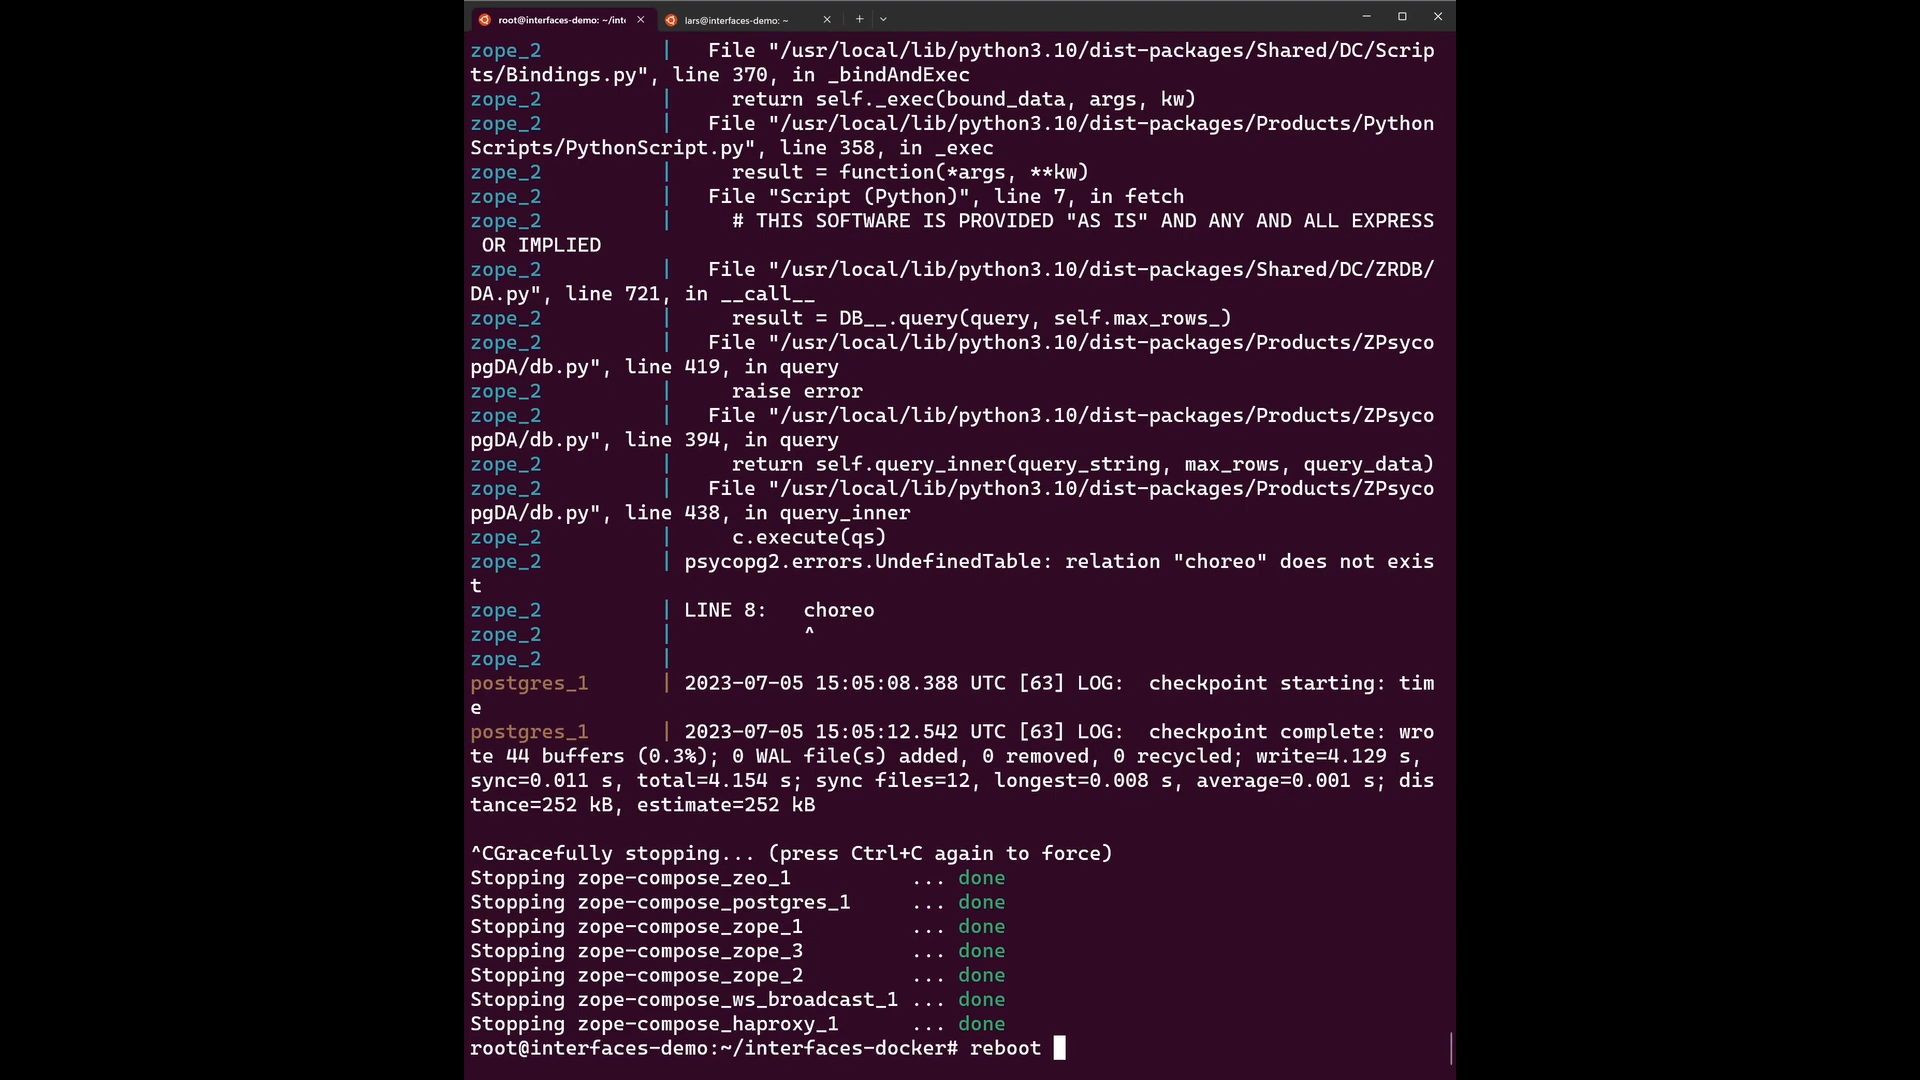 root@interfaces-demo: ~/inte
lars@interfaces-demo: ~
zope_2 | File "/usr/local/lib/python3.10/dist-packages/Shared/DC/Scrip
ts/Bindings.py", line 370, in _bindAndExec
zope_2 | return self._exec(bound_data, args, kw)
zope_2 | File "/usr/local/lib/python3.10/dist-packages/Products/Python
Scripts/PythonScript.py", line 358, in _exec
zope_2 | result = function(*args, **kw)
zope_2 | File "Script (Python)", line 7, in fetch
zope_2 | # THIS SOFTWARE IS PROVIDED "AS IS" AND ANY AND ALL EXPRESS
OR IMPLIED
zope_2 | File "/usr/local/lib/python3.10/dist-packages/Shared/DC/ZRDB/
DA.py", line 721, in __call__
zope_2 | result = DB__.query(query, self.max_rows_)
zope_2 | File "/usr/local/lib/python3.10/dist-packages/Products/ZPsyco
pgDA/db.py", line 419, in query
zope_2 | raise error
zope_2 | File "/usr/local/lib/python3.10/dist-packages/Products/ZPsyco
pgDA/db.py", line 394, in query
zope_2 | return self.query_inner(query_string, max_rows, query_data)
zope_2 | File "/usr/local/lib/python3.10/dist-packages/Products/ZPsyco
pgDA/db.py", line 438, in query_inner
zope_2 | c.execute(qs)
zope_2 | psycopg2.errors.UndefinedTable: relation "choreo" does not exis
t
zope_2 | LINE 8: choreo
zope_2 | ^
zope_2 |
postgres_1 | 2023-07-05 15:05:08.388 UTC [63] LOG: checkpoint starting: tim
e
postgres_1 | 2023-07-05 15:05:12.542 UTC [63] LOG: checkpoint complete: wro
te 44 buffers (0.3%); 0 WAL file(s) added, 0 removed, 0 recycled; write=4.129 s,
sync=0.011 s, total=4.154 s; sync files=12, longest=0.008 s, average=0.001 s; dis
tance=252 kB, estimate=252 kB
^CGracefully stopping... (press Ctrl+C again to force)
Stopping zope-compose_zeo_1 ... done
Stopping zope-compose_postgres_1 ... done
Stopping zope-compose_zope_1 ... done
Stopping zope-compose_zope_3 ... done
Stopping zope-compose_zope_2 ... done
Stopping zope-compose_ws_broadcast_1 ... done
Stopping zope-compose_haproxy_1 ... done
root@interfaces-demo:~/interfaces-docker# reboot